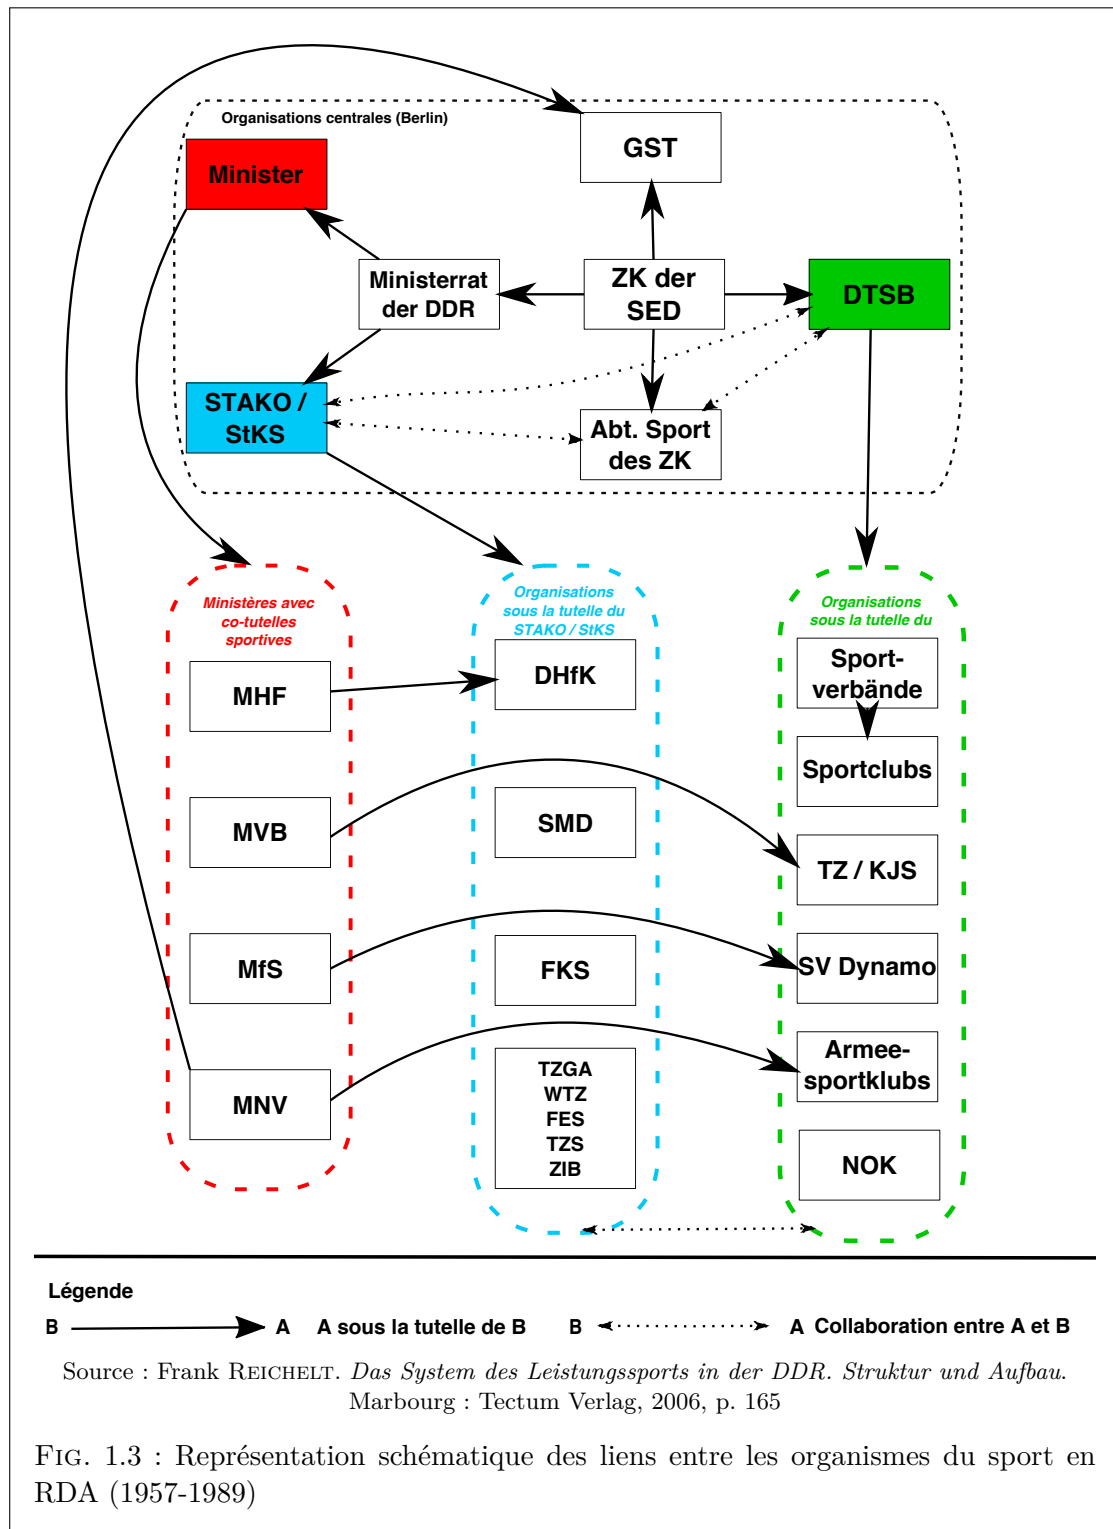 Organisations centrales (Berlin)
GST
Minister
Ministerrat
der DDR
ZK der
SED
DTSB
STAKO /
StKS
Abt. Sport
des ZK
Ministères avec
co-tutelles
sportives
MHF
MVB
MfS
MNV
Organisations
sous la tutelle du
STAKO / StKS
DHfK
SMD
FKS
TZGA
WTZ
FES
TZS
ZIB
Organisations
sous la tutelle du
Sport-
verbände
Sportclubs
TZ / KJS
SV Dynamo
Armee-
sportklubs
NOK
Légende
B A A sous la tutelle de B B A Collaboration entre A et B
Source : Frank REICHELT. Das System des Leistungssports in der DDR. Struktur und Aufbau.
Marbourg : Tectum Verlag, 2006, p. 165
FIG. 1.3 : Représentation schématique des liens entre les organismes du sport en
RDA (1957-1989)